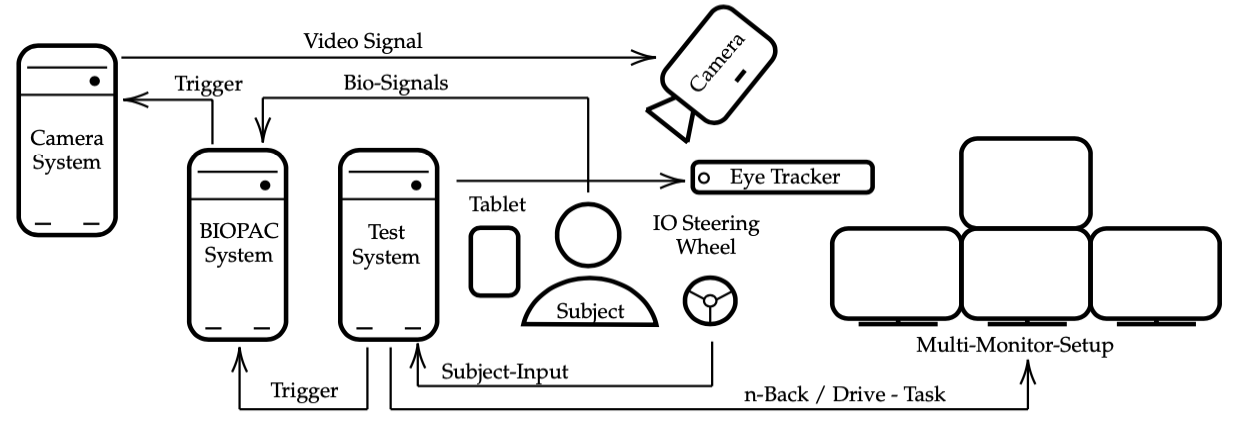 Video Signal
Camera
Trigger
Bio-Signals
Camera
System
Eye Tracker
Tablet
BIOPAC
System
Test
System
IO Steering
Wheel
Subject
Multi-Monitor-Setup
Subject-Input
Trigger
n-Back / Drive - Task